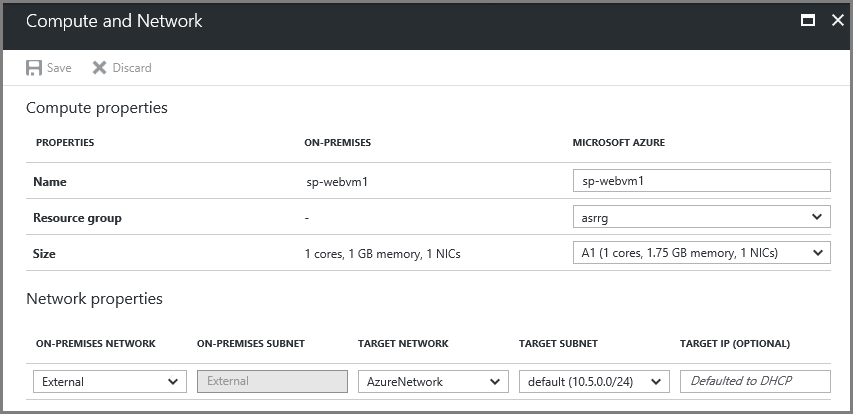 Compute and Network
Save Discard
Compute properties
PROPERTIES ON-PREMISES MICROSOFT AZURE
Name sp-webvm1 sp-webvm1
Resource group - asrrg
Size 1 cores, 1 GB memory, 1 NICs A1 (1 cores, 1.75 GB memory, 1 NICs)
Network properties
ON-PREMISES NETWORK ON-PREMISES SUBNET TARGET NETWORK TARGET SUBNET TARGET IP (OPTIONAL)
External External AzureNetwork default (10.5.0.0/24) Defaulted to DHCP